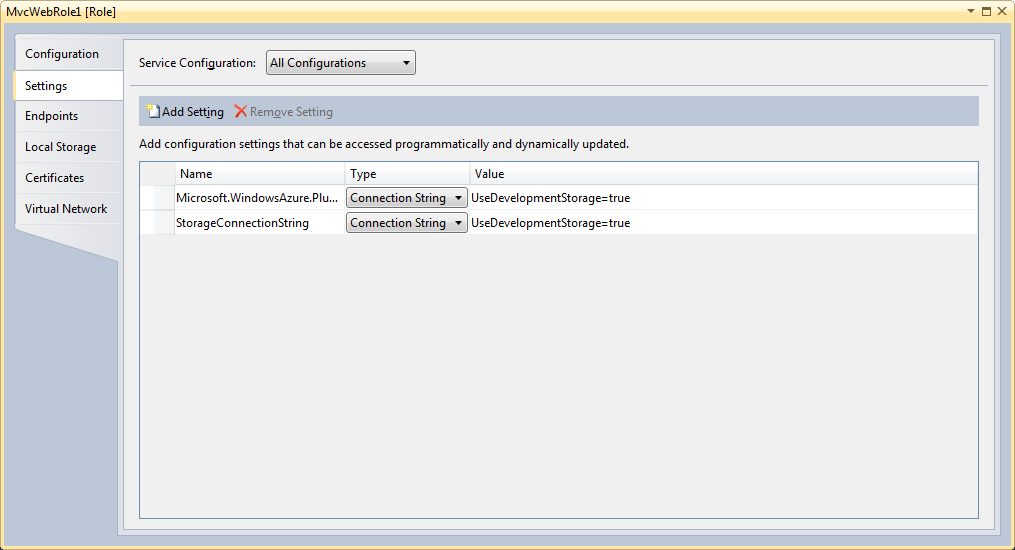 MvcWebRole1 [Role]
Configuration
Settings
Endpoints
Local Storage
Certificates
Virtual Network
Service Configuration: All Configurations
Add Setting Remove Setting
Add configuration settings that can be accessed programmatically and dynamically updated.
Name Type Value
Microsoft.WindowsAzure.Plu... Connection String UseDevelopmentStorage=true
StorageConnectionString Connection String UseDevelopmentStorage=true